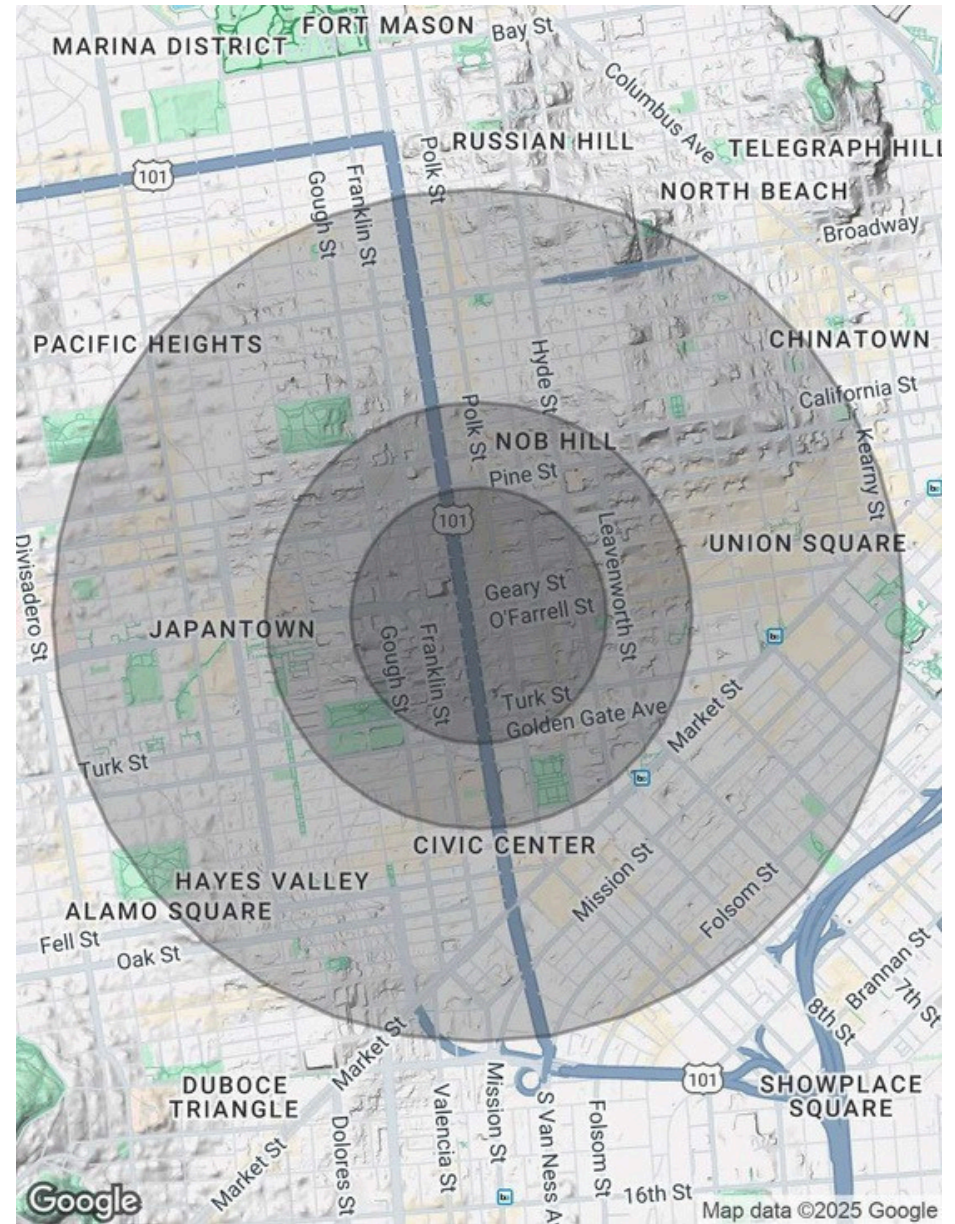 FORT MASON
Bay St
MARINA DISTRICT
Columbus Ave
RUSSIAN HILL
Polk St
TELEGRAPH HILL
101
Franklin St
Gough St
NORTH BEACH
Broadway
PACIFIC HEIGHTS
CHINATOWN
Hyde St
California St
Polk St
NOB HILL
Kearny St
Pine St
101
Leavenworth St
UNION SQUARE
Divisadero St
Geary St
O'Farrell St
JAPANTOWN
Gough St
Franklin St
Turk St
Golden Gate Ave
Market St
Turk St
CIVIC CENTER
Mission St
HAYES VALLEY
Folsom St
ALAMO SQUARE
Fell St
Oak St
Brannan St
7th St
8th St
Market St
DUBOCE
TRIANGLE
Mission St
101
SHOWPLACE
SQUARE
Valencia St
S Van Ness A
Folsom St
Dolores St
Market St
16th St
Google
Map data ©2025 Google